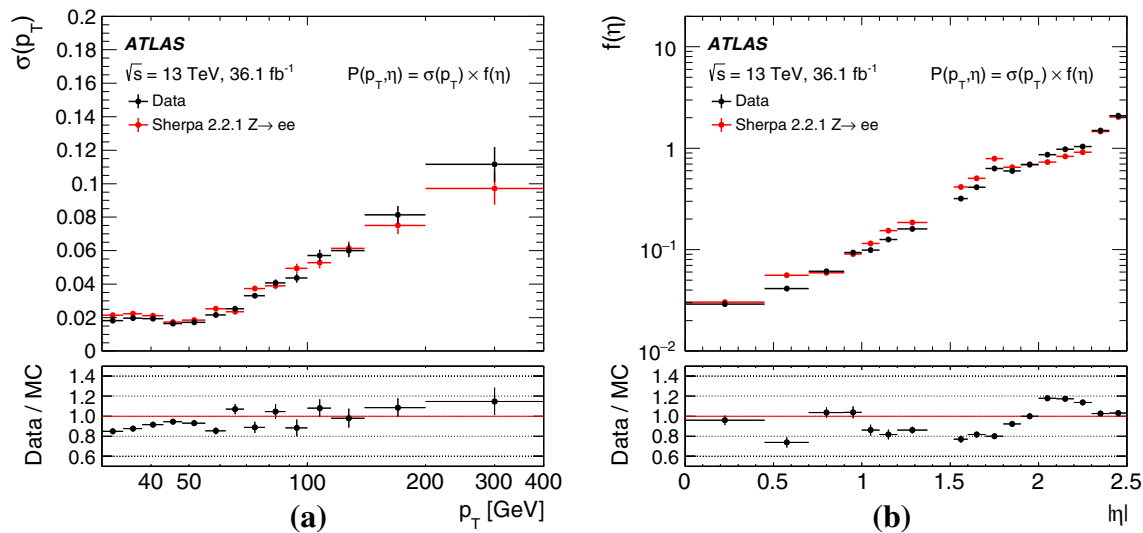 σ(p_T)
0.2
0.18
0.16
0.14
0.12
0.1
0.08
0.06
0.04
0.02
0
ATLAS
√s = 13 TeV, 36.1 fb⁻¹
P(p_T,η) = σ(p_T) × f(η)
Data
Sherpa 2.2.1 Z→ ee
Data / MC
1.4
1.2
1.0
0.8
0.6
40 50 100 200 300 400
p_T [GeV]
(a)
f(η)
10
1
10⁻¹
10⁻²
ATLAS
√s = 13 TeV, 36.1 fb⁻¹
P(p_T,η) = σ(p_T) × f(η)
Data
Sherpa 2.2.1 Z→ ee
Data / MC
1.4
1.2
1.0
0.8
0.6
0 0.5 1 1.5 2 2.5
|η|
(b)